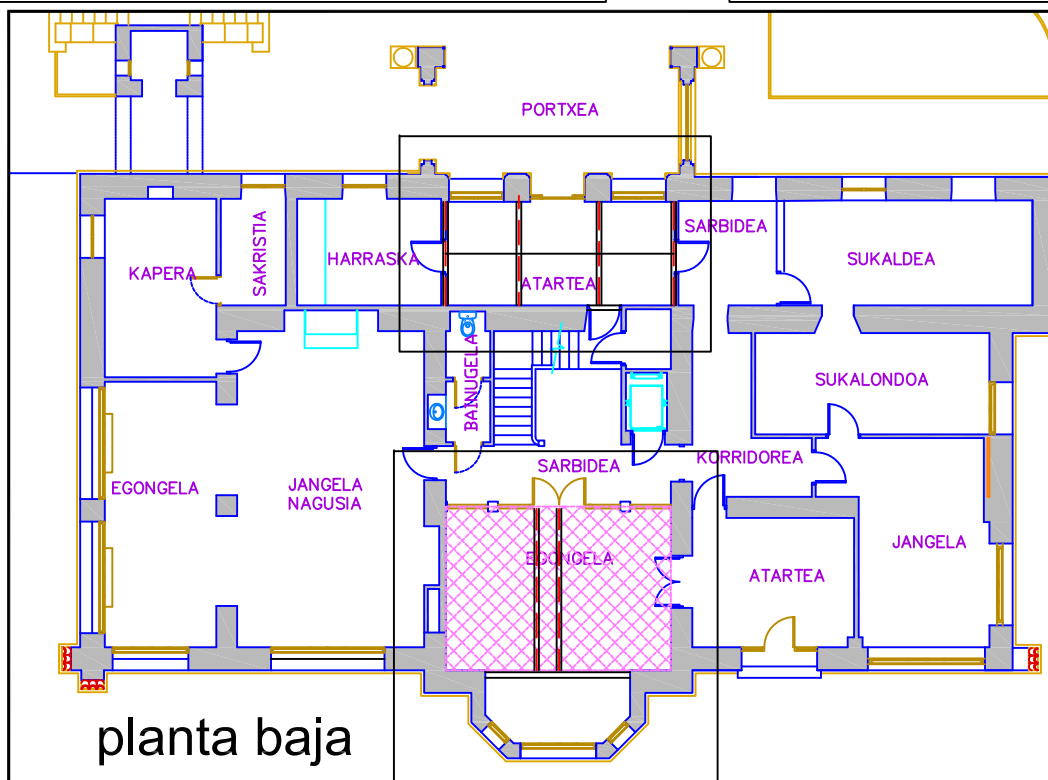 PORTXEA
SARBIDEA
SAKRISTIA
KAPERA
HARRASKA
SUKALDEA
ATARTEA
BAINUGELA
SUKALONDOA
EGONGELA
JANGELA
NAGUSIA
SARBIDEA
KORRIDOREA
EGONGELA
ATARTEA
JANGELA
planta baja